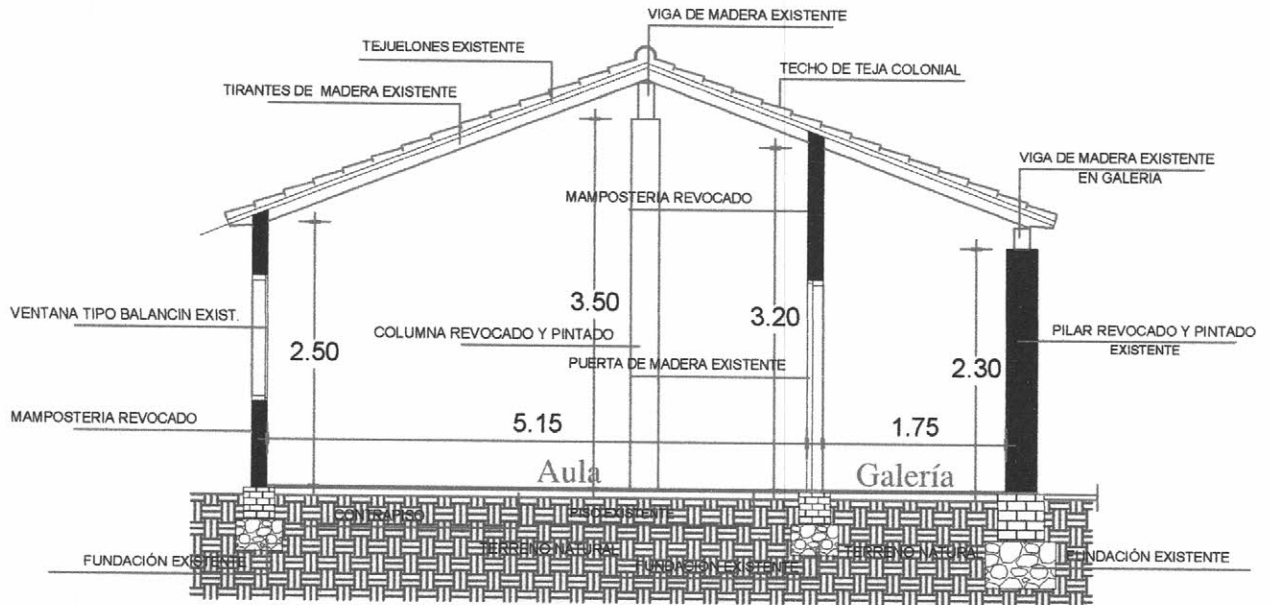 VIGA DE MADERA EXISTENTE
TEJUELONES EXISTENTE
TECHO DE TEJA COLONIAL
TIRANTES DE MADERA EXISTENTE
VIGA DE MADERA EXISTENTE
EN GALERIA
MAMPOSTERIA REVOCADO
VENTANA TIPO BALANCIN EXIST.
2.50
3.50
3.20
COLUMNA REVOCADO Y PINTADO
PILAR REVOCADO Y PINTADO
EXISTENTE
PUERTA DE MADERA EXISTENTE
2.30
MAMPOSTERIA REVOCADO
5.15
1.75
Aula
Galería
CONTRAPISO
PISO EXISTENTE
TERRENO NATURAL
TERRENO NATURAL
FUNDACIÓN EXISTENTE
FUNDACIÓN EXISTENTE
FUNDACIÓN EXISTENTE